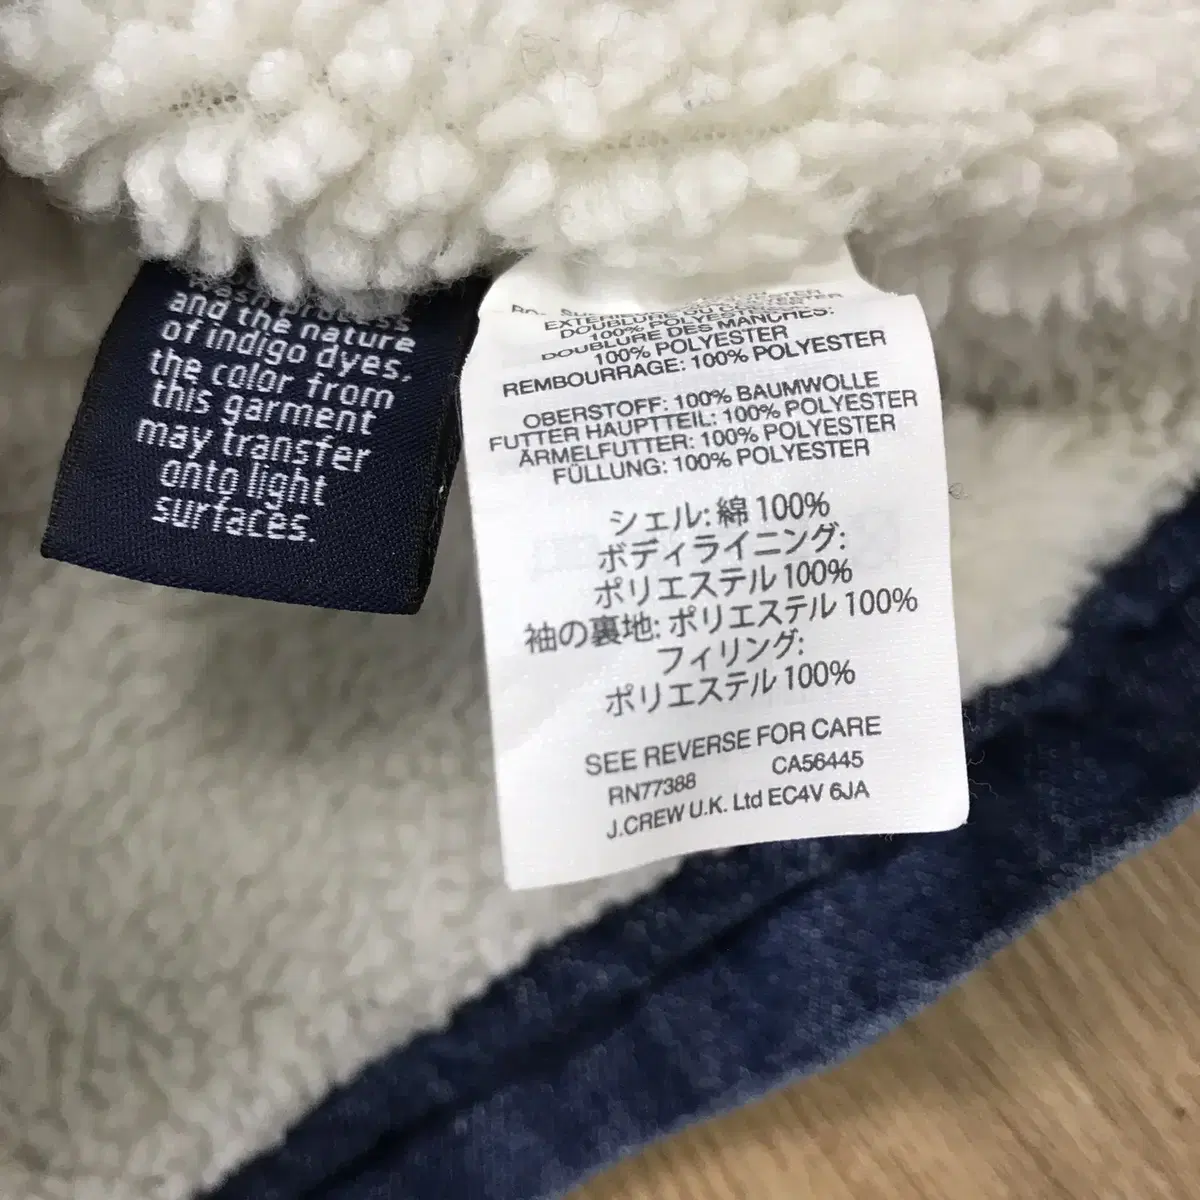 wash process
and the nature
of indigo dyes,
the color from
this garment
may transfer
onto light
surfaces.
DOUBLURE DU
100% POLYESTER
DOUBLURE DES MANCHES:
100% POLYESTER
REMBOURRAGE: 100% POLYESTER
OBERSTOFF: 100% BAUMWOLLE
FUTTER HAUPTTEIL: 100% POLYESTER
ÄRMELFUTTER: 100% POLYESTER
FÜLLUNG: 100% POLYESTER
シェル: 綿 100%
ボディライニング:
ポリエステル 100%
袖の裏地: ポリエステル 100%
フィリング:
ポリエステル 100%
SEE REVERSE FOR CARE
RN77388 CA56445
J.CREW U.K. Ltd EC4V 6JA